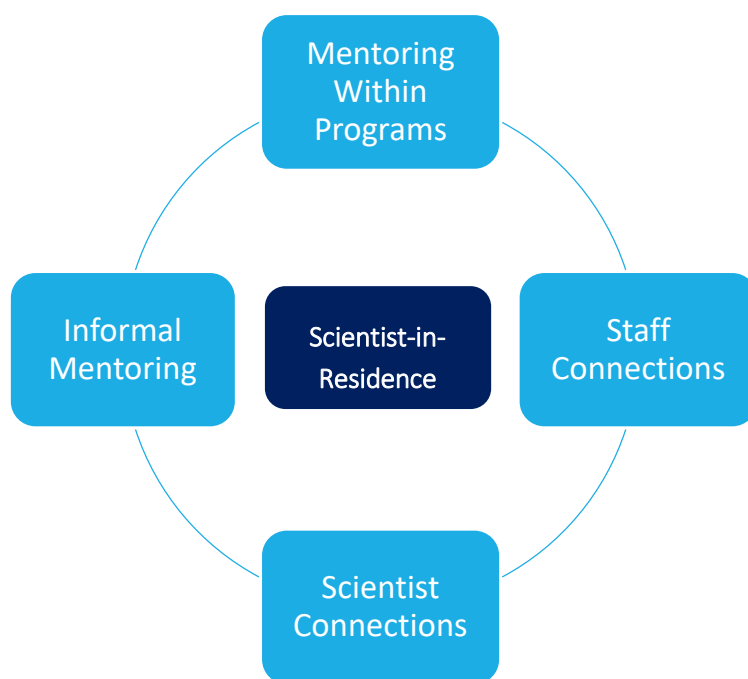 Mentoring
Within
Programs
Informal
Mentoring
Scientist-in-
Residence
Staff
Connections
Scientist
Connections